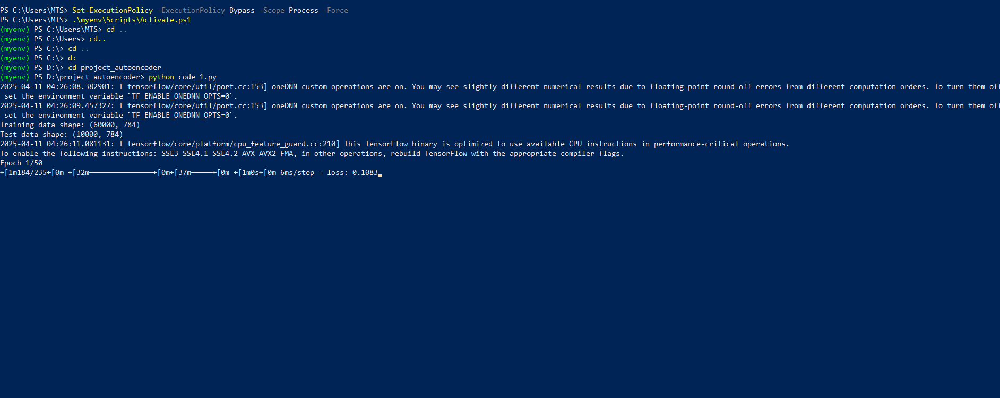 PS C:\Users\MTS> Set-ExecutionPolicy -ExecutionPolicy Bypass -Scope Process -Force
PS C:\Users\MTS> .\myenv\Scripts\Activate.ps1
(myenv) PS C:\Users\MTS> cd ..
(myenv) PS C:\Users> cd..
(myenv) PS C:\> cd ..
(myenv) PS C:\> d:
(myenv) PS D:\> cd project_autoencoder
(myenv) PS D:\project_autoencoder> python code_1.py
2025-04-11 04:26:08.382901: I tensorflow/core/util/port.cc:153] oneDNN custom operations are on. You may see slightly different numerical results due to floating-point round-off errors from different computation orders. To turn them off
set the environment variable `TF_ENABLE_ONEDNN_OPTS=0`.
2025-04-11 04:26:09.457327: I tensorflow/core/util/port.cc:153] oneDNN custom operations are on. You may see slightly different numerical results due to floating-point round-off errors from different computation orders. To turn them off
set the environment variable `TF_ENABLE_ONEDNN_OPTS=0`.
Training data shape: (60000, 784)
Test data shape: (10000, 784)
2025-04-11 04:26:11.081131: I tensorflow/core/platform/cpu_feature_guard.cc:210] This TensorFlow binary is optimized to use available CPU instructions in performance-critical operations.
To enable the following instructions: SSE3 SSE4.1 SSE4.2 AVX AVX2 FMA, in other operations, rebuild TensorFlow with the appropriate compiler flags.
Epoch 1/50
←[1m184/235←[0m ←[32m━━━━━━━━━━━━━━━←[0m←[37m━━━━━←[0m ←[1m0s←[0m 6ms/step - loss: 0.1083